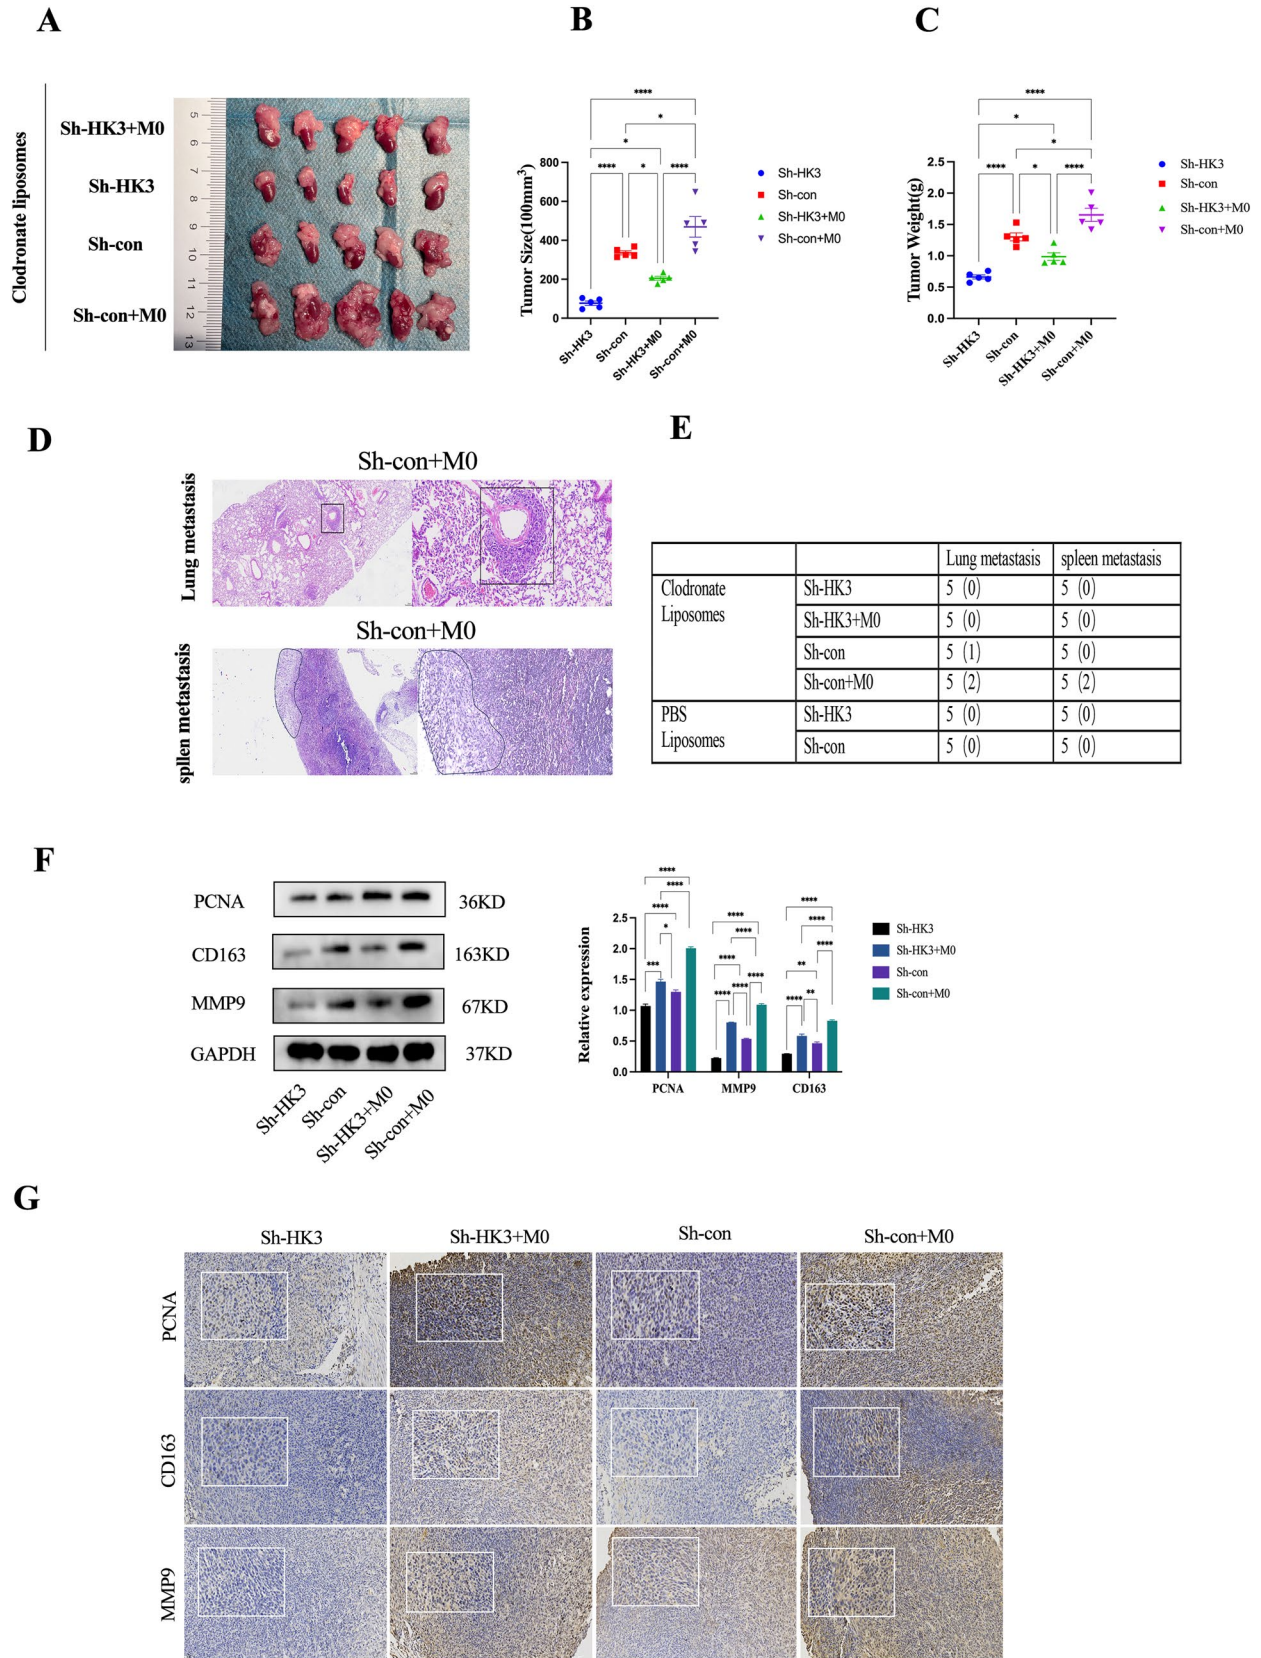 A
Clodronate liposomes
Sh-HK3+M0
Sh-HK3
Sh-con
Sh-con+M0
5
6
7
8
9
10
11
12
13
B
****
*
*
**** * ****
Tumor Size(100mm³)
800
600
400
200
0
Sh-HK3
Sh-con
Sh-HK3+M0
Sh-con+M0
Sh-HK3
Sh-con
Sh-HK3+M0
Sh-con+M0
C
****
*
*
**** * ****
Tumor Weight(g)
2.5
2.0
1.5
1.0
0.5
0.0
Sh-HK3
Sh-con
Sh-HK3+M0
Sh-con+M0
Sh-HK3
Sh-con
Sh-HK3+M0
Sh-con+M0
D
Sh-con+M0
Lung metastasis
Sh-con+M0
spllen metastasis
E
Lung metastasis spleen metastasis
Clodronate Liposomes Sh-HK3 5 (0) 5 (0)
Sh-HK3+M0 5 (0) 5 (0)
Sh-con 5 (1) 5 (0)
Sh-con+M0 5 (2) 5 (2)
PBS Liposomes Sh-HK3 5 (0) 5 (0)
Sh-con 5 (0) 5 (0)
F
PCNA 36KD
CD163 163KD
MMP9 67KD
GAPDH 37KD
Sh-HK3
Sh-con
Sh-HK3+M0
Sh-con+M0
Relative expression
2.5
2.0
1.5
1.0
0.5
0.0
****
****
****
*
***
****
****
****
**** **** ****
****
****
****
**
**** **
PCNA MMP9 CD163
Sh-HK3
Sh-HK3+M0
Sh-con
Sh-con+M0
G
Sh-HK3 Sh-HK3+M0 Sh-con Sh-con+M0
PCNA
CD163
MMP9